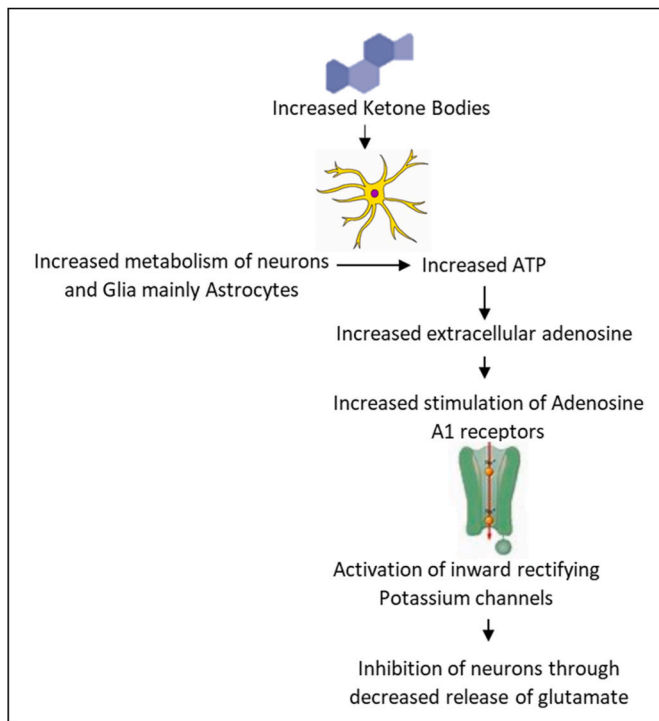 Increased Ketone Bodies
Increased metabolism of neurons
and Glia mainly Astrocytes
Increased ATP
Increased extracellular adenosine
Increased stimulation of Adenosine
A1 receptors
Activation of inward rectifying
Potassium channels
Inhibition of neurons through
decreased release of glutamate